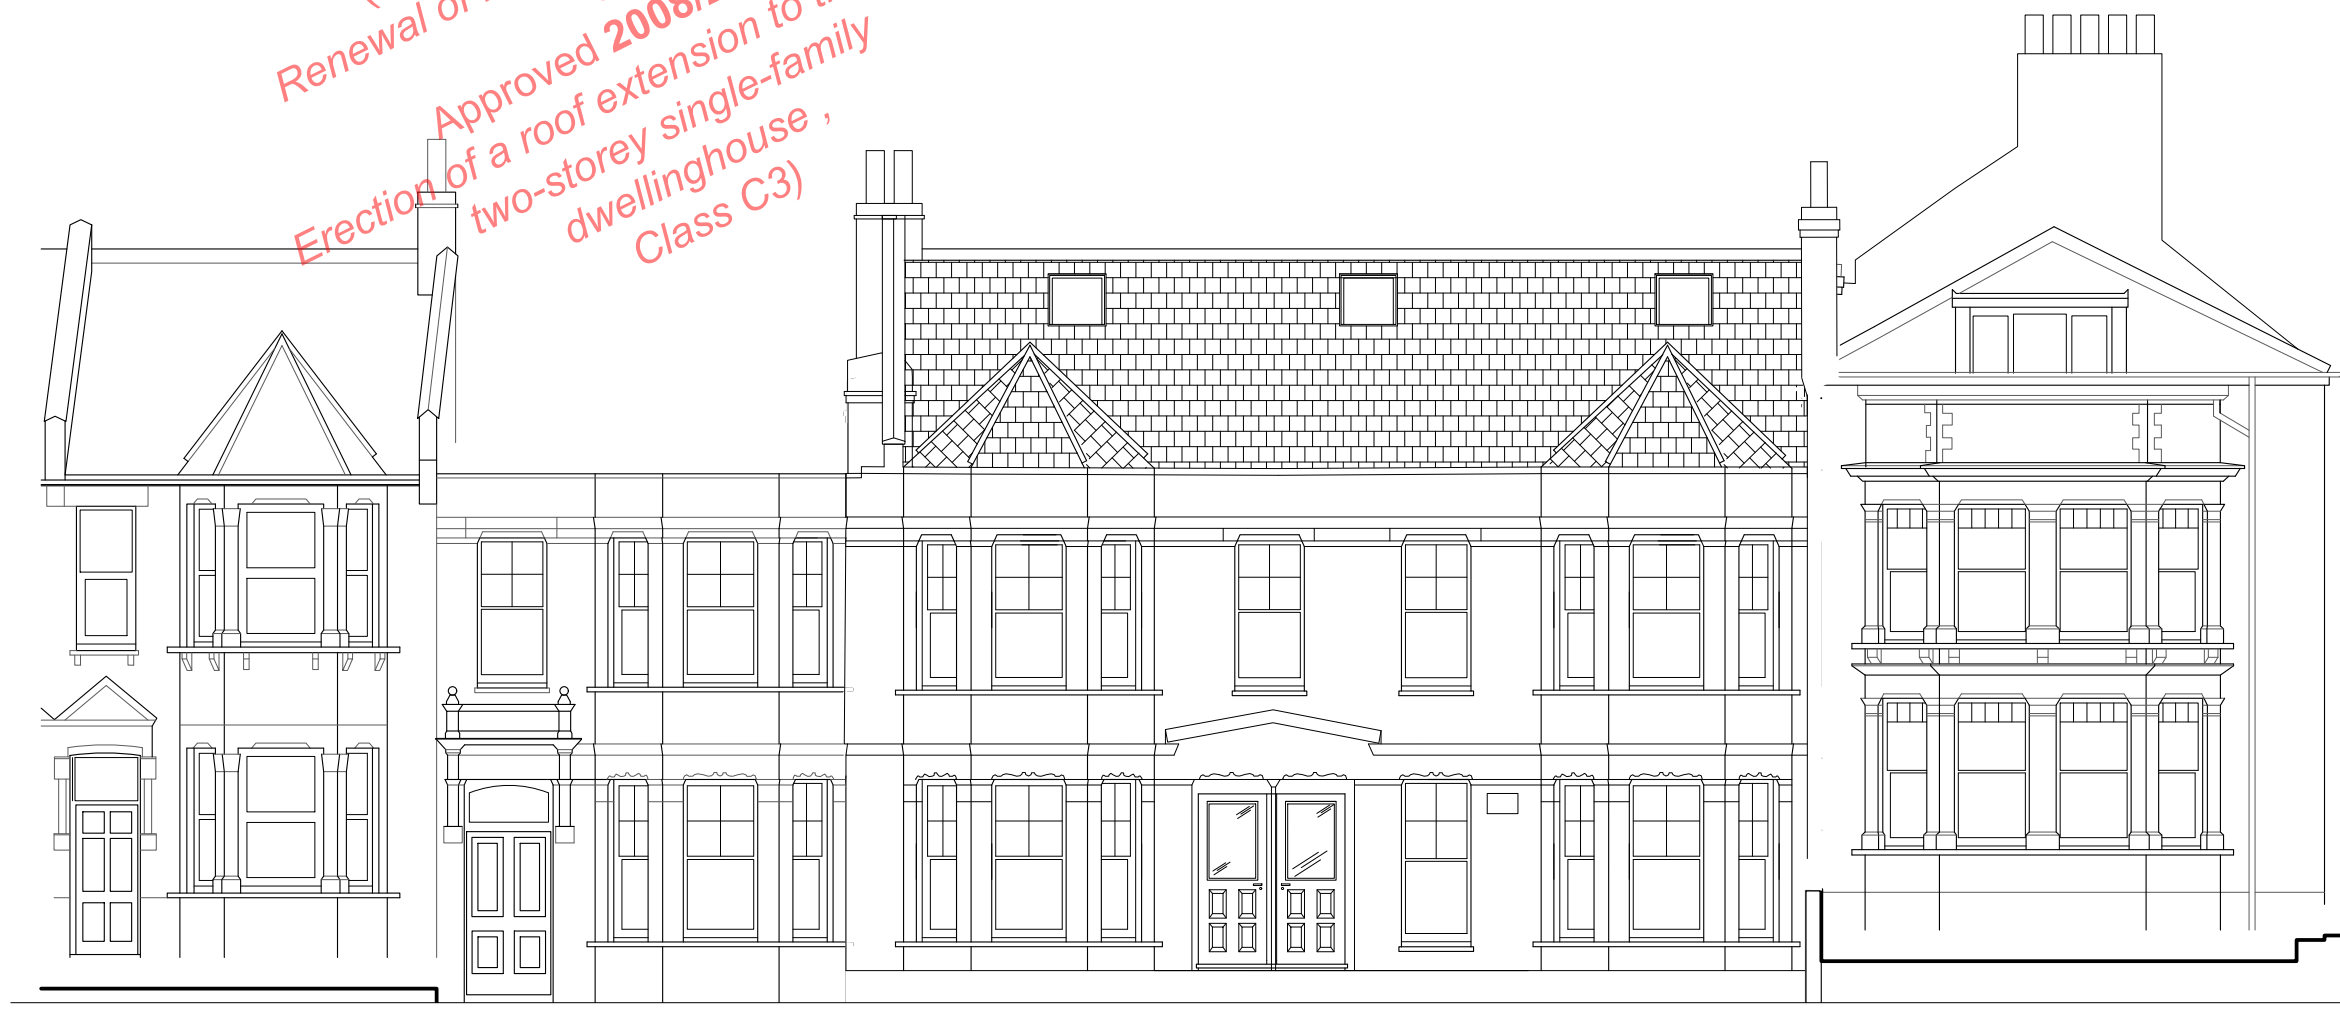 Renewal of
Approved 2008/
Erection of a roof extension to
two-storey single-family
dwellinghouse ,
Class C3)